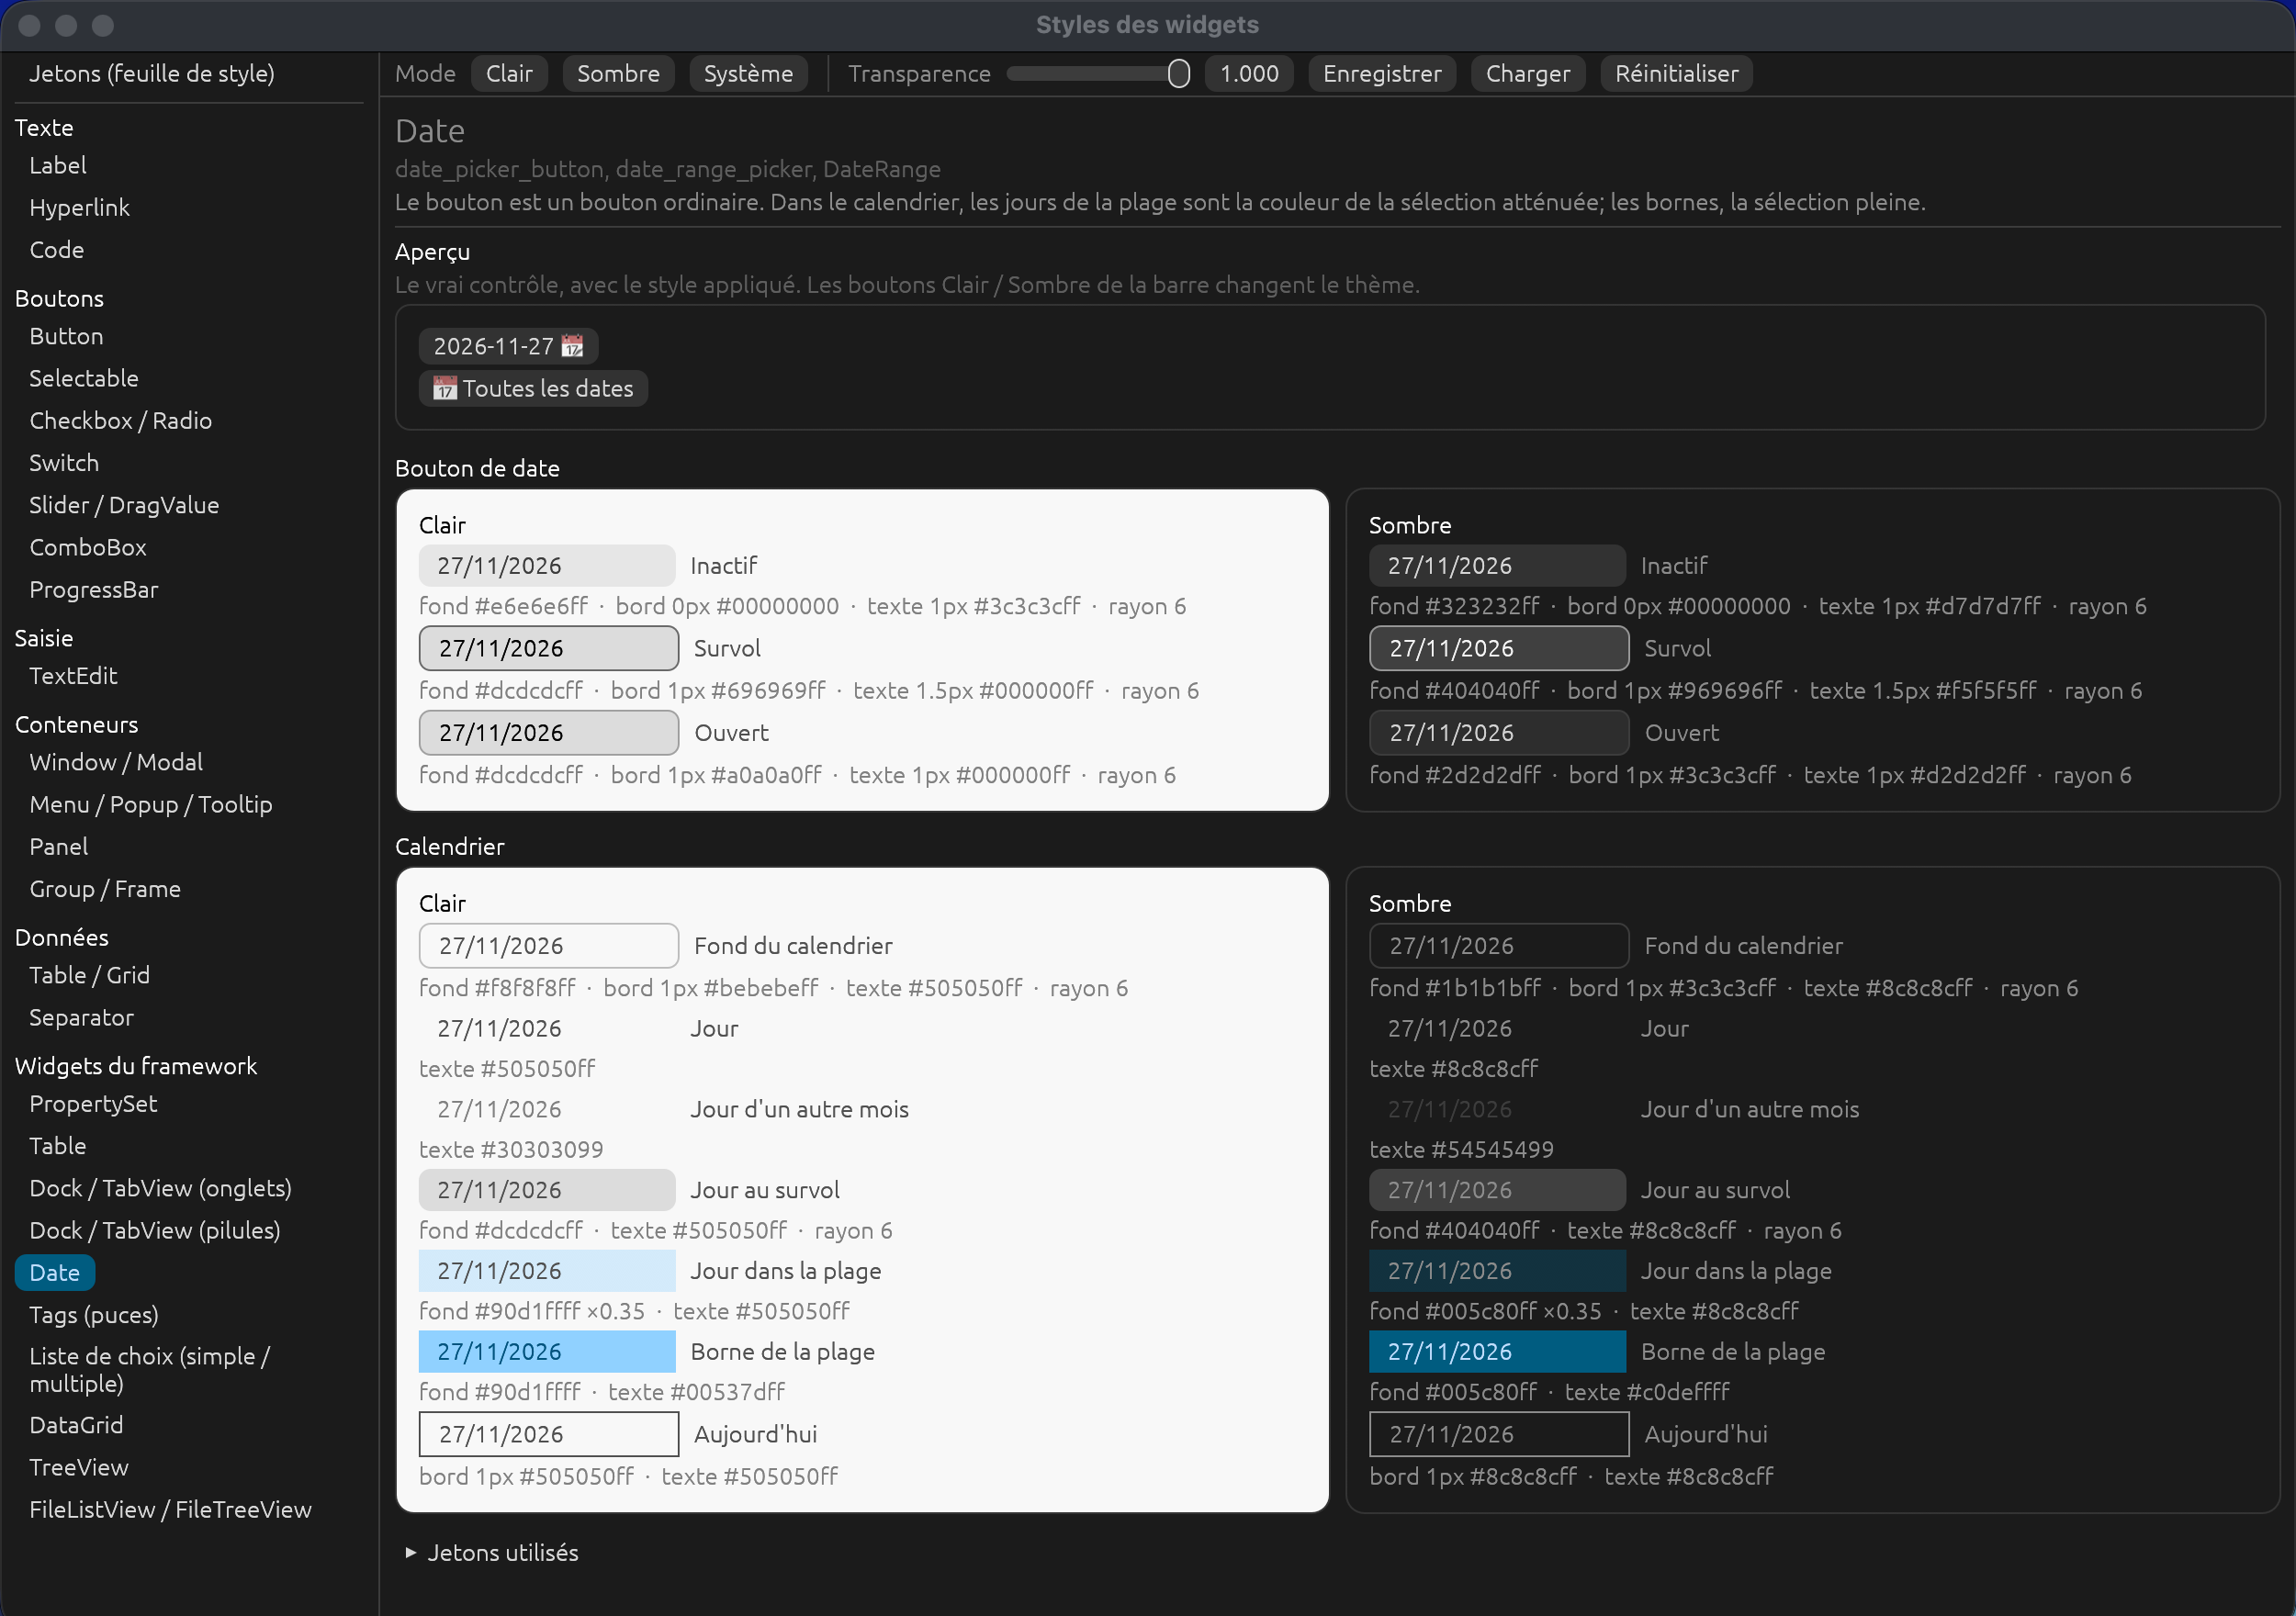 Styles des widgets
Jetons (feuille de style)
Texte
Label
Hyperlink
Code
Boutons
Button
Selectable
Checkbox / Radio
Switch
Slider / DragValue
ComboBox
ProgressBar
Saisie
TextEdit
Conteneurs
Window / Modal
Menu / Popup / Tooltip
Panel
Group / Frame
Données
Table / Grid
Separator
Widgets du framework
PropertySet
Table
Dock / TabView (onglets)
Dock / TabView (pilules)
Date
Tags (puces)
Liste de choix (simple /
multiple)
DataGrid
TreeView
FileListView / FileTreeView
Mode Clair Sombre Système Transparence 1.000 Enregistrer Charger Réinitialiser
Date
date_picker_button, date_range_picker, DateRange
Le bouton est un bouton ordinaire. Dans le calendrier, les jours de la plage sont la couleur de la sélection atténuée; les bornes, la sélection pleine.
Aperçu
Le vrai contrôle, avec le style appliqué. Les boutons Clair / Sombre de la barre changent le thème.
2026-11-27 📆
📅 Toutes les dates
Bouton de date
Clair
27/11/2026 Inactif
fond #e6e6e6ff · bord 0px #00000000 · texte 1px #3c3c3cff · rayon 6
27/11/2026 Survol
fond #dcdcdcff · bord 1px #696969ff · texte 1.5px #000000ff · rayon 6
27/11/2026 Ouvert
fond #dcdcdcff · bord 1px #a0a0a0ff · texte 1px #000000ff · rayon 6
Sombre
27/11/2026 Inactif
fond #323232ff · bord 0px #00000000 · texte 1px #d7d7d7ff · rayon 6
27/11/2026 Survol
fond #404040ff · bord 1px #969696ff · texte 1.5px #f5f5f5ff · rayon 6
27/11/2026 Ouvert
fond #2d2d2dff · bord 1px #3c3c3cff · texte 1px #d2d2d2ff · rayon 6
Calendrier
Clair
27/11/2026 Fond du calendrier
fond #f8f8f8ff · bord 1px #bebebeff · texte #505050ff · rayon 6
27/11/2026 Jour
texte #505050ff
27/11/2026 Jour d'un autre mois
texte #30303099
27/11/2026 Jour au survol
fond #dcdcdcff · texte #505050ff · rayon 6
27/11/2026 Jour dans la plage
fond #90d1ffff ×0.35 · texte #505050ff
27/11/2026 Borne de la plage
fond #90d1ffff · texte #00537dff
27/11/2026 Aujourd'hui
bord 1px #505050ff · texte #505050ff
Sombre
27/11/2026 Fond du calendrier
fond #1b1b1bff · bord 1px #3c3c3cff · texte #8c8c8cff · rayon 6
27/11/2026 Jour
texte #8c8c8cff
27/11/2026 Jour d'un autre mois
texte #54545499
27/11/2026 Jour au survol
fond #404040ff · texte #8c8c8cff · rayon 6
27/11/2026 Jour dans la plage
fond #005c80ff ×0.35 · texte #8c8c8cff
27/11/2026 Borne de la plage
fond #005c80ff · texte #c0deffff
27/11/2026 Aujourd'hui
bord 1px #8c8c8cff · texte #8c8c8cff
▶ Jetons utilisés